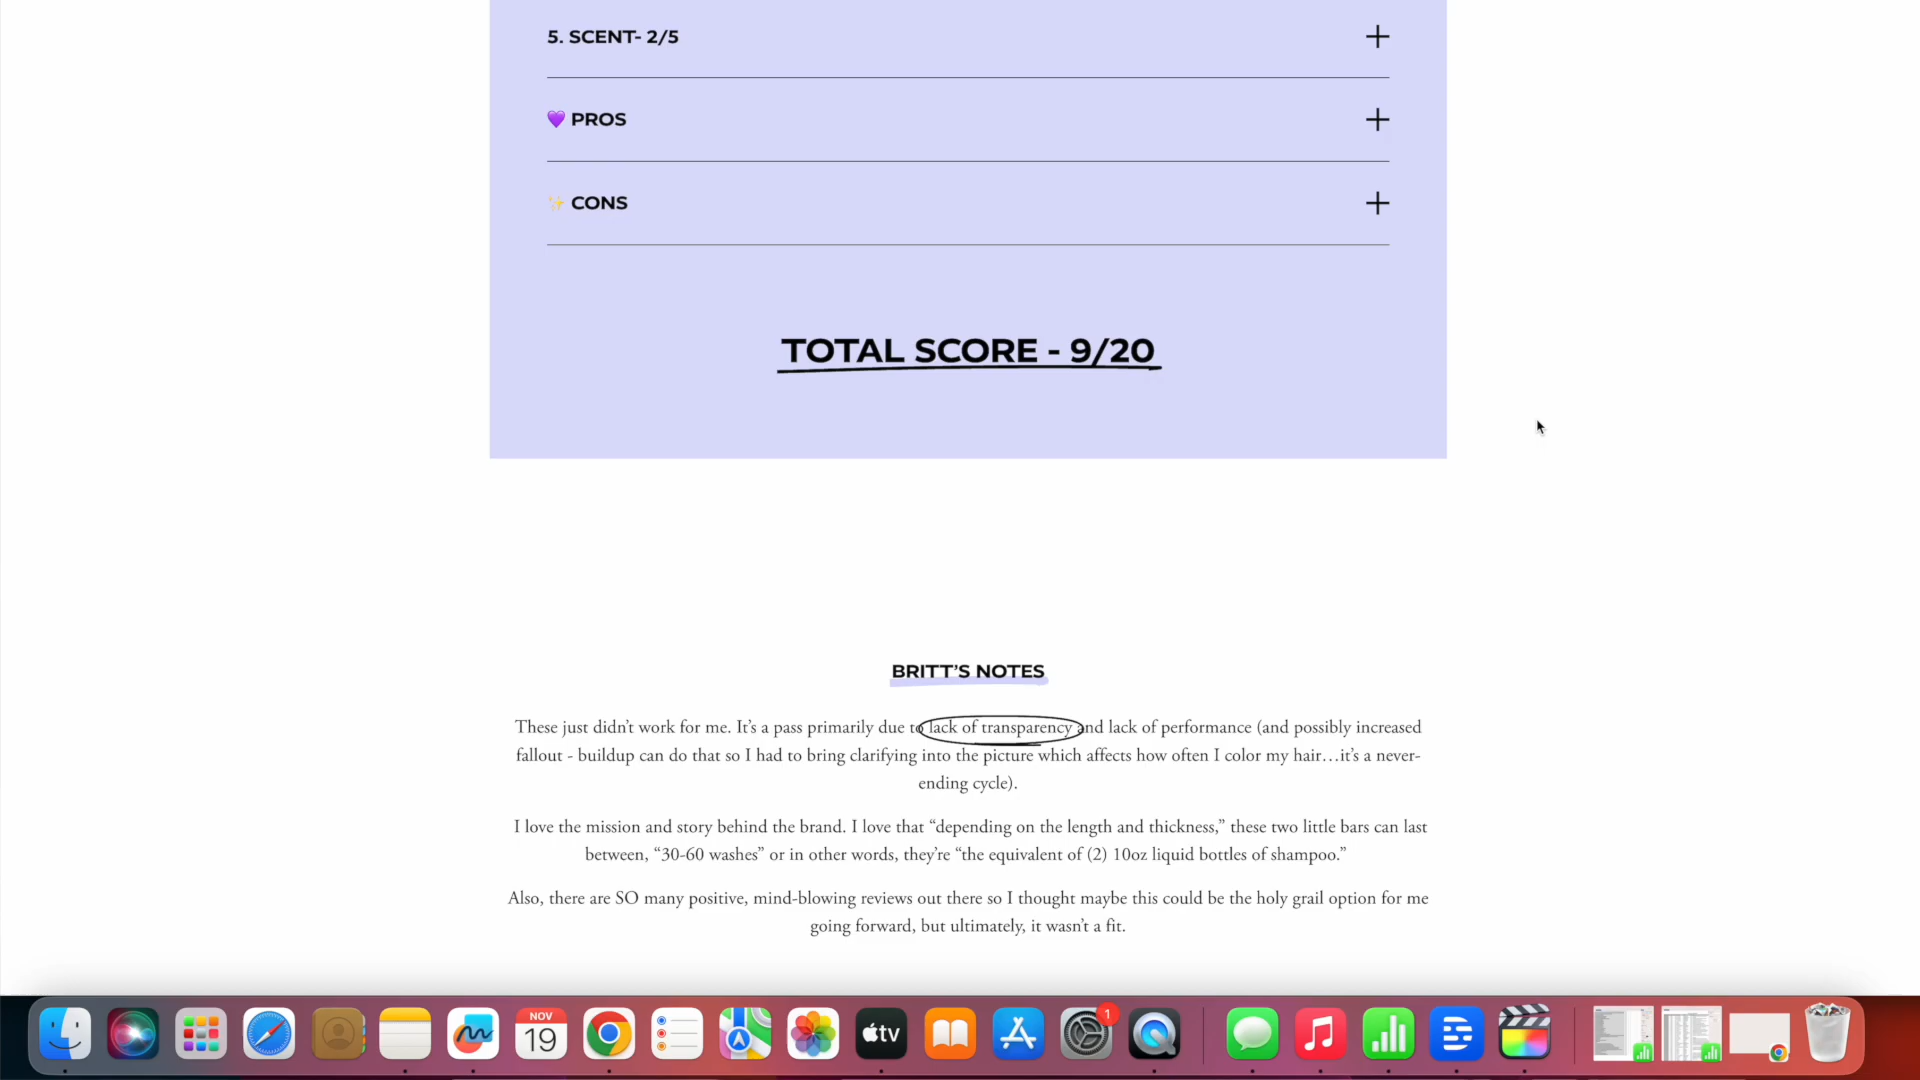 5. SCENT- 2/5
💜 PROS
✨ CONS
TOTAL SCORE - 9/20
BRITT’S NOTES
These just didn’t work for me. It’s a pass primarily due to lack of transparency and lack of performance (and possibly increased
fallout - buildup can do that so I had to bring clarifying into the picture which affects how often I color my hair…it’s a never-
ending cycle).
I love the mission and story behind the brand. I love that “depending on the length and thickness,” these two little bars can last
between, “30-60 washes” or in other words, they’re “the equivalent of (2) 10oz liquid bottles of shampoo.”
Also, there are SO many positive, mind-blowing reviews out there so I thought maybe this could be the holy grail option for me
going forward, but ultimately, it wasn’t a fit.
NOV
19
tv
1